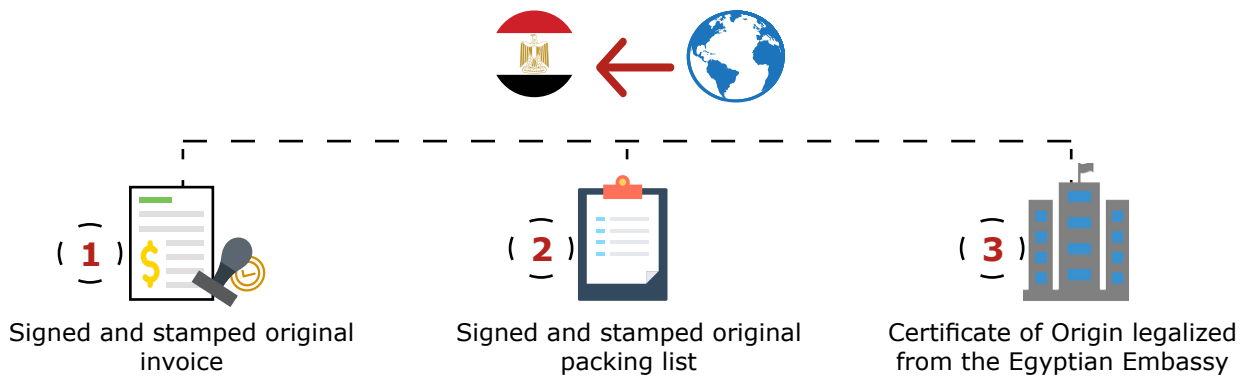 1
Signed and stamped original
invoice
2
Signed and stamped original
packing list
3
Certificate of Origin legalized
from the Egyptian Embassy